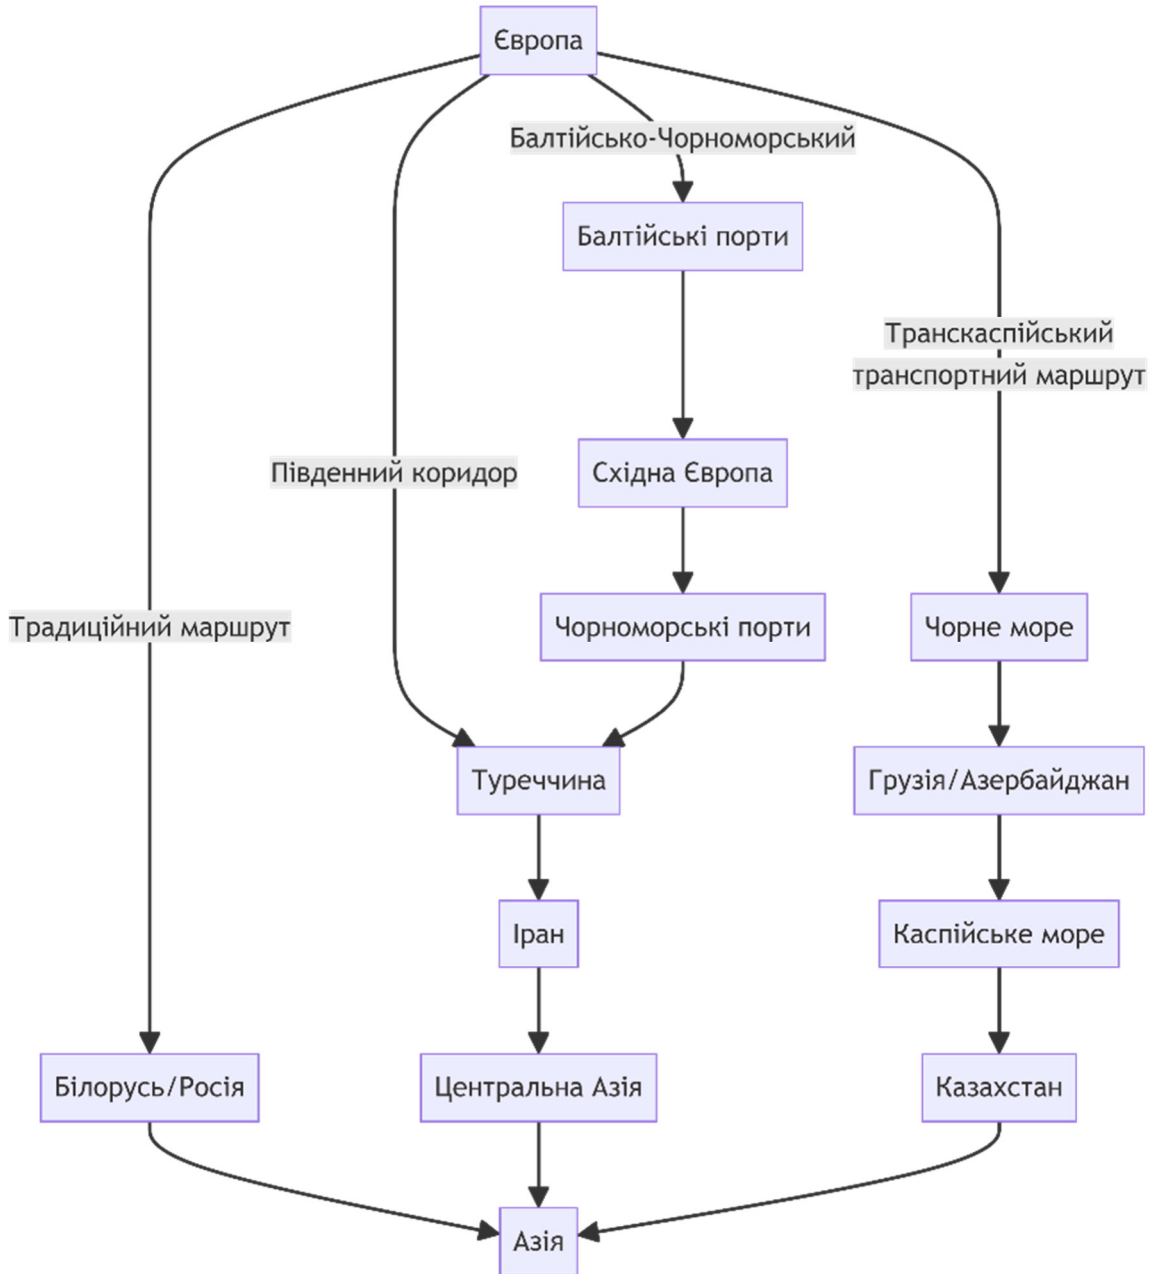 Європа
Балтійсько-Чорноморський
Балтійські порти
Транскаспійський
транспортний маршрут
Південний коридор
Східна Європа
Традиційний маршрут
Чорноморські порти
Чорне море
Туреччина
Грузія/Азербайджан
Іран
Каспійське море
Білорусь/Росія
Центральна Азія
Казахстан
Азія